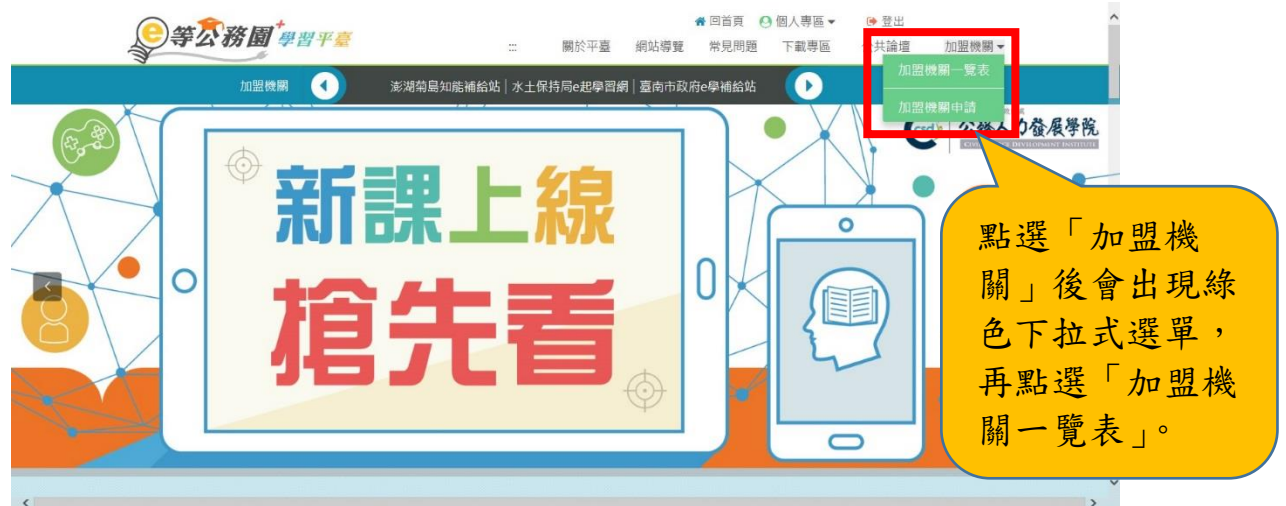 e等公務園+學習平臺
回首頁 個人專區 登出
::: 關於平臺 網站導覽 常見問題 下載專區 共論壇 加盟機關
加盟機關一覽表
加盟機關申請
加盟機關 澎湖菊島知能補給站 | 水土保持局e起學習網 | 臺南市政府e學補給站
公務人力發展學院
新課上線
搶先看
點選「加盟機
關」後會出現綠
色下拉式選單，
再點選「加盟機
關一覽表」。